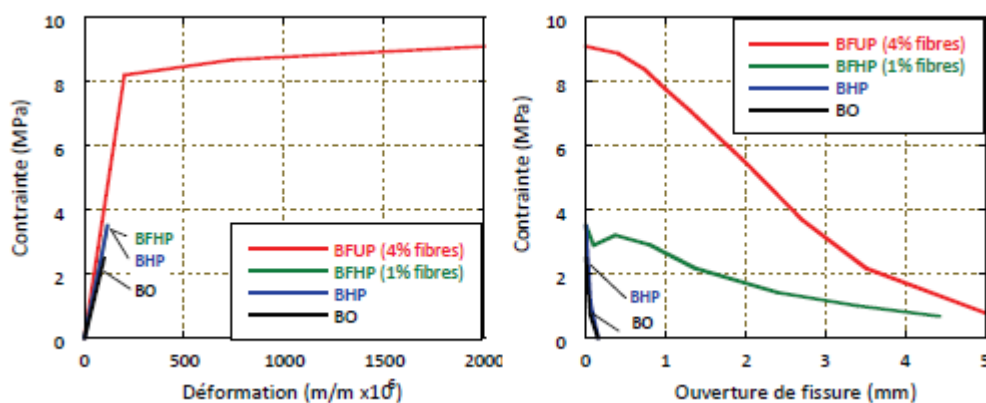 Contrainte (MPa)
10
8
6
4
2
0
BFHP
BHP
BO
BFUP (4% fibres)
BFHP (1% fibres)
BHP
BO
0
500
1000
1500
2000
Déformation (m/m x10⁶)
Contrainte (MPa)
10
8
6
4
2
0
BFUP (4% fibres)
BFHP (1% fibres)
BHP
BO
BHP
BO
0
1
2
3
4
5
Ouverture de fissure (mm)